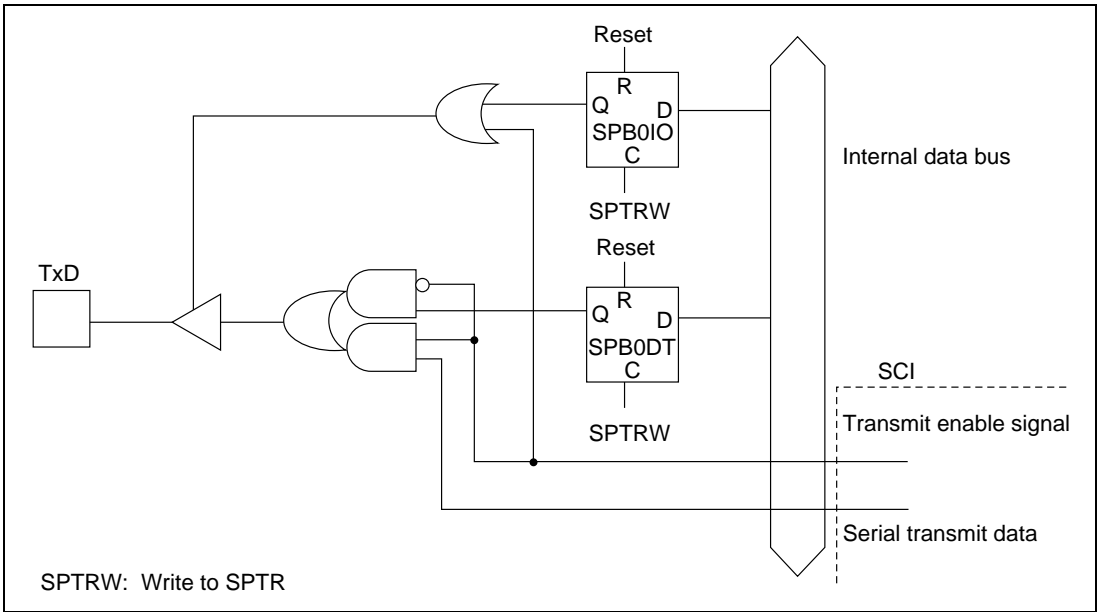 Reset
R
Q
D
SPB0IO
C
Internal data bus
SPTRW
Reset
TxD
R
Q
D
SPB0DT
C
SCI
Transmit enable signal
SPTRW
Serial transmit data
SPTRW: Write to SPTR